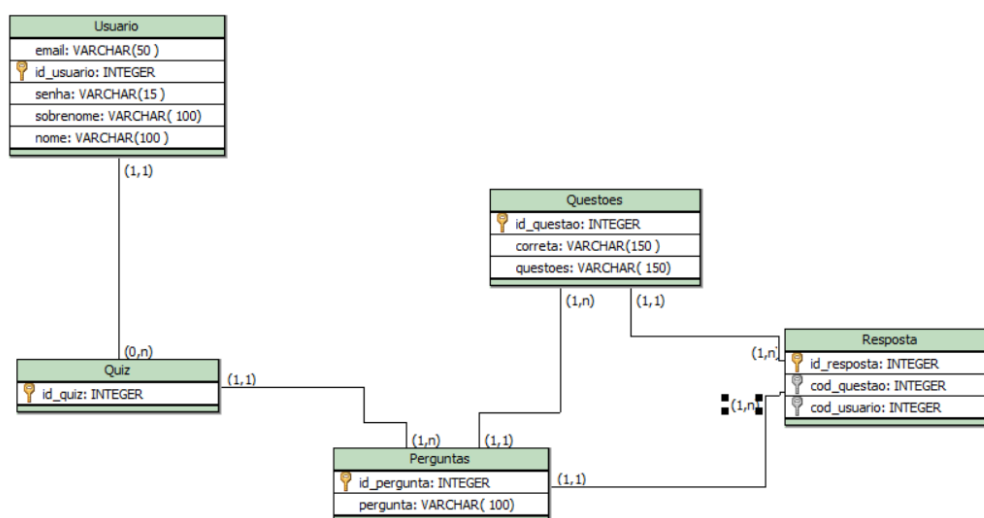 Usuario
email: VARCHAR(50 )
id_usuario: INTEGER
senha: VARCHAR(15 )
sobrenome: VARCHAR( 100)
nome: VARCHAR(100 )
(1,1)
Questoes
id_questao: INTEGER
correta: VARCHAR(150 )
questoes: VARCHAR( 150)
(1,n)
(1,1)
(0,n)
Quiz
id_quiz: INTEGER
(1,1)
(1,n)
Resposta
id_resposta: INTEGER
cod_questao: INTEGER
cod_usuario: INTEGER
(1,n)
(1,n)
(1,1)
Perguntas
id_pergunta: INTEGER
pergunta: VARCHAR( 100)
(1,1)